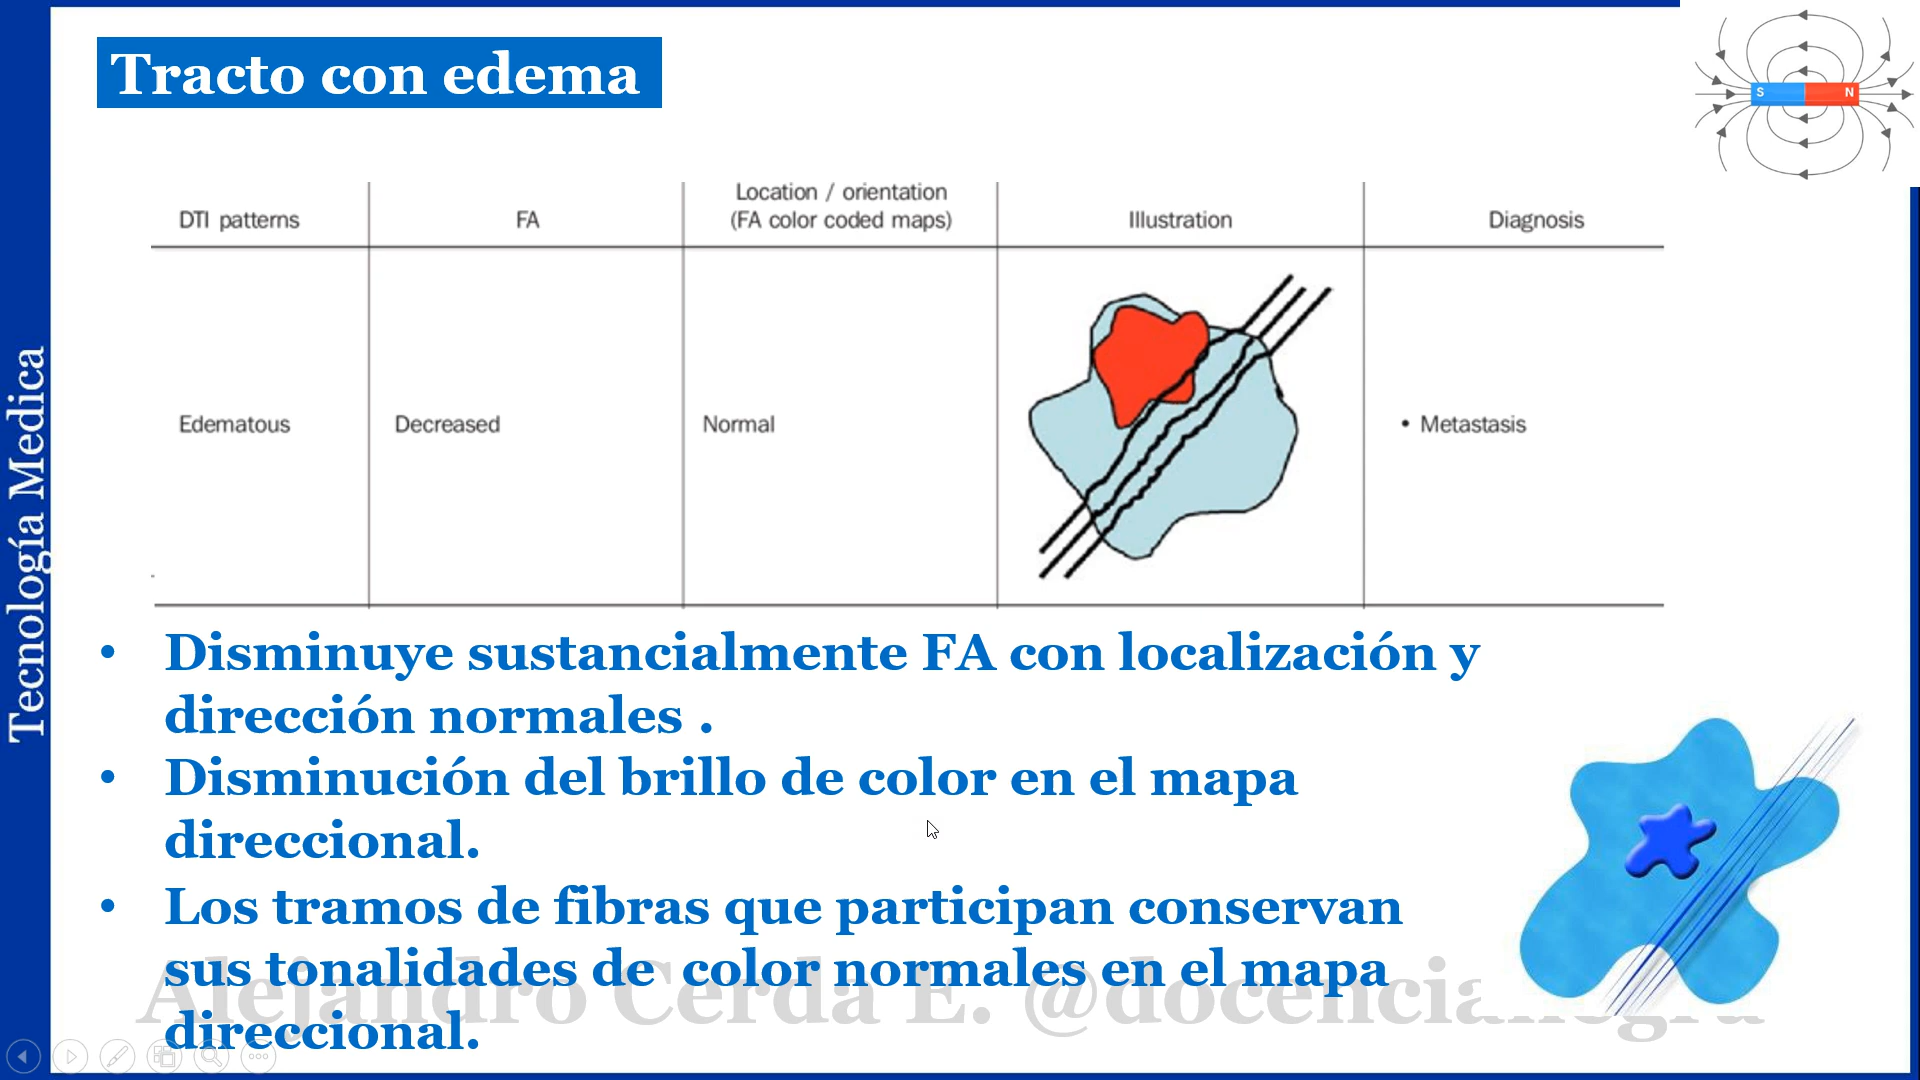 Tracto con edema
S N
Location / orientation
DTI patterns FA (FA color coded maps) Illustration Diagnosis
Edematous Decreased Normal • Metastasis
Tecnología Medica
• Disminuye sustancialmente FA con localización y
dirección normales .
• Disminución del brillo de color en el mapa
direccional.
• Los tramos de fibras que participan conservan
sus tonalidades de color normales en el mapa
direccional.
Alejandro Cerda E.